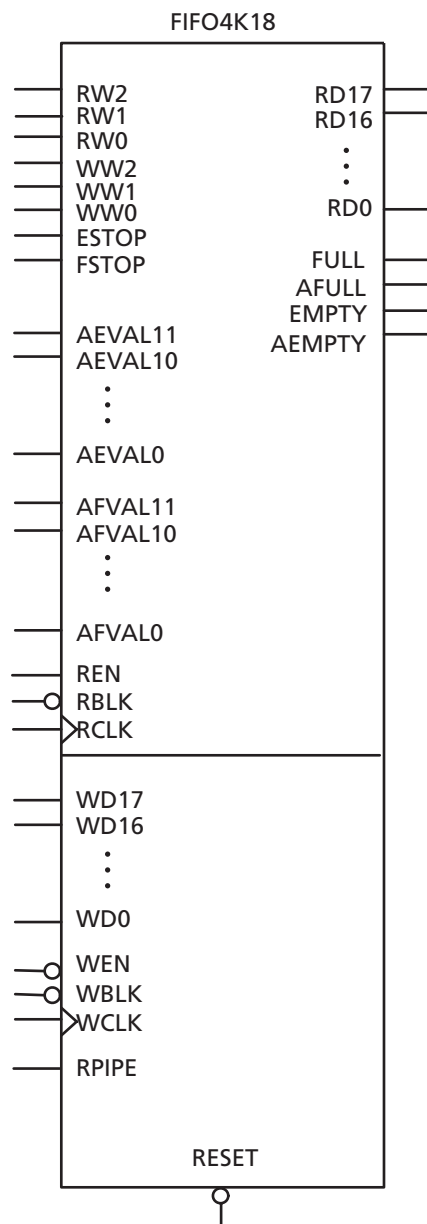 FIFO4K18
RW2
RW1
RW0
WW2
WW1
WW0
ESTOP
FSTOP
AEVAL11
AEVAL10
AEVAL0
AFVAL11
AFVAL10
AFVAL0
REN
RBLK
RCLK
RD17
RD16
RD0
FULL
AFULL
EMPTY
AEMPTY
WD17
WD16
WD0
WEN
WBLK
WCLK
RPIPE
RESET